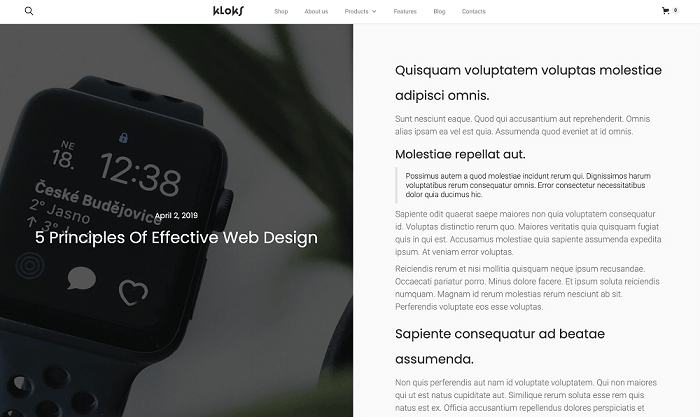 KLOKS
Shop
About us
Products
Features
Blog
Contacts
0
NE
18.
12:38
České Budějovice
2° Jasno
April 2, 2019
5 Principles Of Effective Web Design
Quisquam voluptatem voluptas molestiae
adipisci omnis.
Sunt nesciunt eaque. Quod qui accusantium aut reprehenderit. Omnis
alias ipsam ea vel est quia. Assumenda quod eveniet at id omnis.
Molestiae repellat aut.
Possimus autem a quod molestiae incidunt rerum qui. Dignissimos harum
voluptatibus rerum consequatur omnis. Error consectetur necessitatibus
dolor quia ducimus hic.
Sapiente odit quaerat saepe maiores non quia voluptatem consequatur
id. Voluptas distinctio rerum quo. Maiores veritatis quia quisquam fugiat
quis in qui est. Accusamus molestiae quia sapiente assumenda expedita
ipsum. At veniam error voluptas.
Reiciendis rerum et nisi mollitia quisquam neque ipsum recusandae.
Occaecati pariatur porro. Minus dolore facere. Et ipsum soluta reiciendis
numquam. Magnam id rerum molestias rerum nesciunt ab sit.
Perferendis voluptate eos esse voluptas.
Sapiente consequatur ad beatae
assumenda.
Non quis perferendis aut nam id voluptate voluptatem. Qui non maiores
qui ut est natus cupiditate aut. Similique rerum soluta esse rem quis
natus est ex. Officia accusantium repellendus dolores perspiciatis et